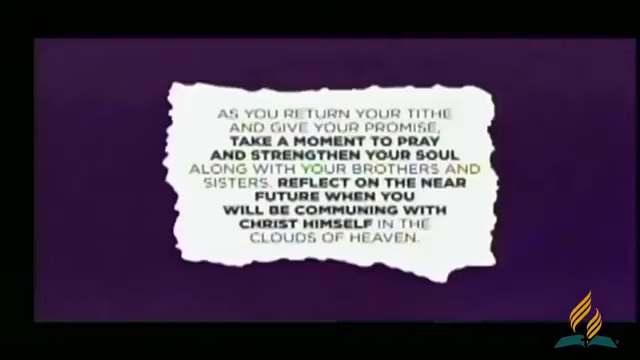 AS YOU RETURN YOUR TITHE
AND GIVE YOUR PROMISE,
TAKE A MOMENT TO PRAY
AND STRENGTHEN YOUR SOUL
ALONG WITH YOUR BROTHERS AND
SISTERS. REFLECT ON THE NEAR
FUTURE WHEN YOU
WILL BE COMMUNING WITH
CHRIST HIMSELF IN THE
CLOUDS OF HEAVEN.